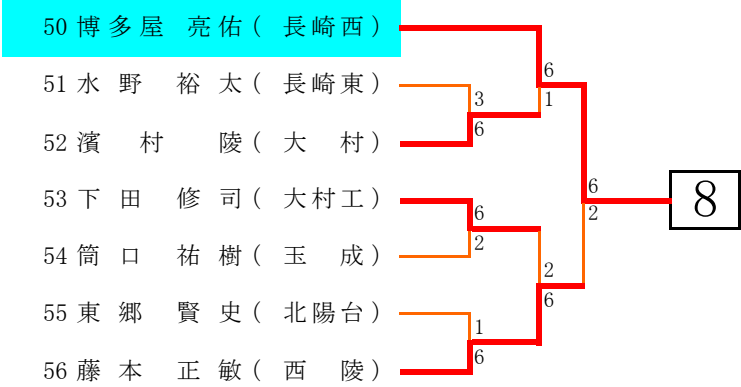 50 博多屋 亮佑(長崎西)
6
51 水野 裕太(長崎東)
3
1
6
52 濱村 陵(大村)
6
8
2
53 下田 修司(大村工)
6
2
54 筒口 祐樹(玉成)
2
6
55 東郷 賢史(北陽台)
1
6
56 藤本 正敏(西陵)